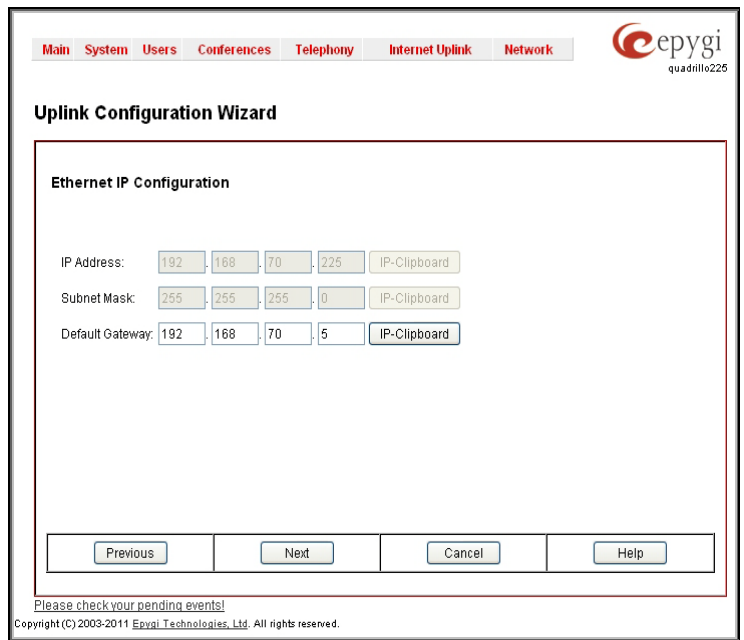 Main System Users Conferences Telephony Internet Uplink Network
epygi
quadrillo225
Uplink Configuration Wizard
Ethernet IP Configuration
IP Address: 192 . 168 . 70 . 225 IP-Clipboard
Subnet Mask: 255 . 255 . 255 . 0 IP-Clipboard
Default Gateway: 192 . 168 . 70 . 5 IP-Clipboard
Previous Next Cancel Help
Please check your pending events!
Copyright (C) 2003-2011 Epygi Technologies, Ltd. All rights reserved.